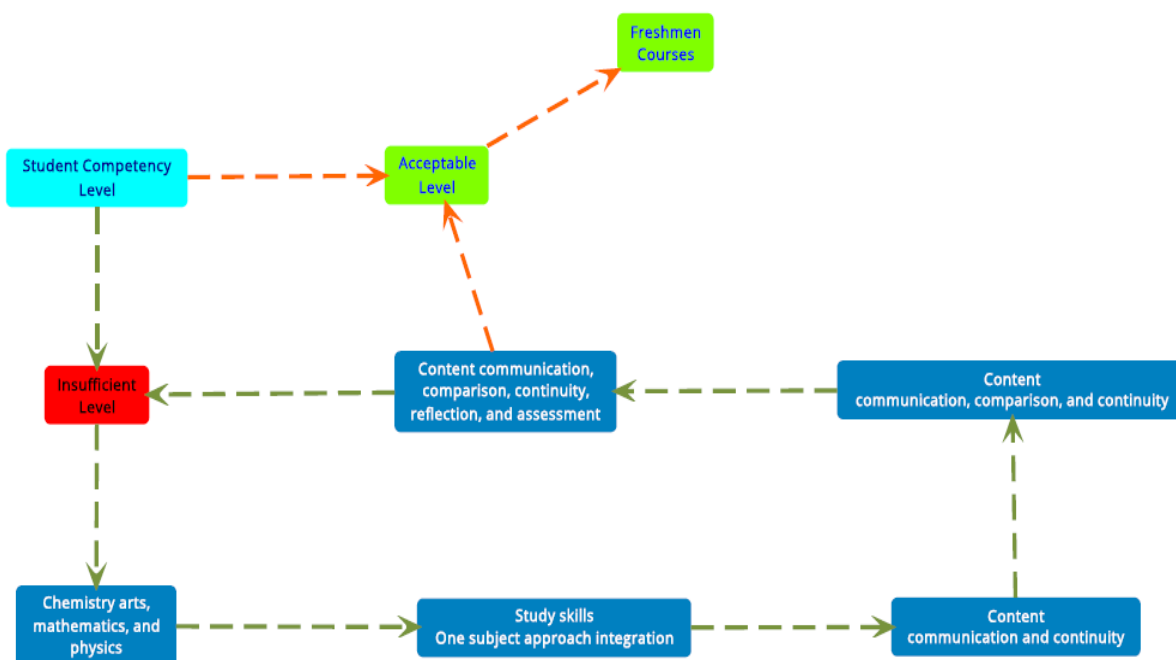 Freshmen
Courses
Student Competency
Level
Acceptable
Level
Insufficient
Level
Content communication,
comparison, continuity,
reflection, and assessment
Content
communication, comparison, and continuity
Chemistry arts,
mathematics, and
physics
Study skills
One subject approach integration
Content
communication and continuity